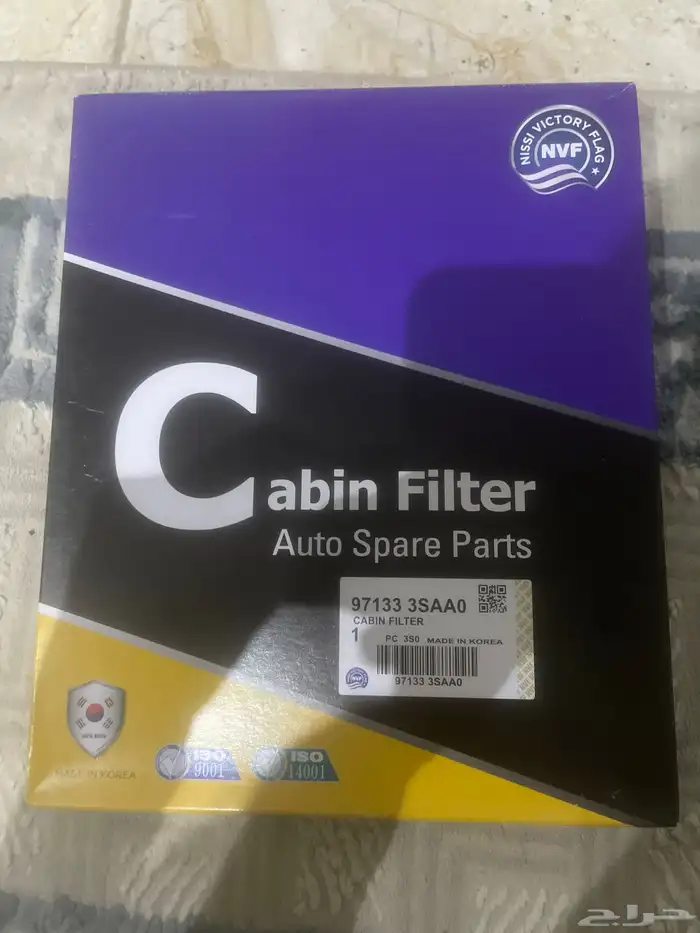 NISSI VICTORY FLAG
NVF
Cabin Filter
Auto Spare Parts
97133 3SAA0
CABIN FILTER
1 PC 3S0 MADE IN KOREA
97133 3SAA0
MADE IN KOREA
ISO 9001
ISO 14001
حراج